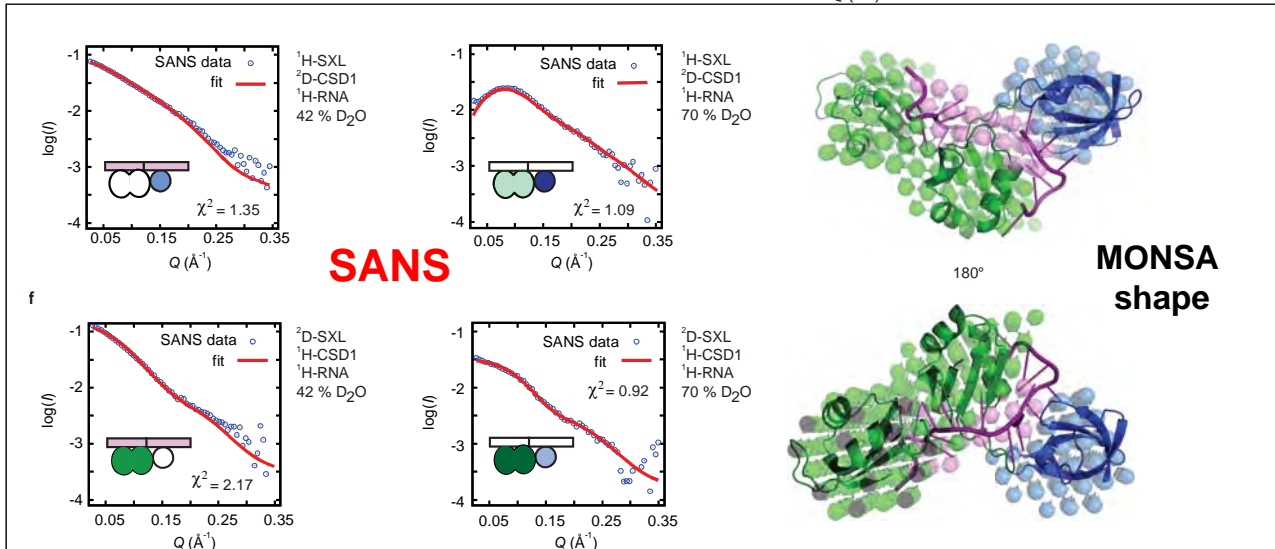 -1
-2
-3
-4
log(I)
SANS data
fit
χ² = 1.35
0.05 0.15 0.25 0.35
Q (Å⁻¹)
¹H-SXL
²D-CSD1
¹H-RNA
42 % D₂O
-1
-2
-3
-4
log(I)
SANS data
fit
χ² = 1.09
0.05 0.15 0.25 0.35
Q (Å⁻¹)
¹H-SXL
²D-CSD1
¹H-RNA
70 % D₂O
SANS
180°
MONSA
shape
f
-1
-2
-3
-4
log(I)
SANS data
fit
χ² = 2.17
0.05 0.15 0.25 0.35
Q (Å⁻¹)
²D-SXL
¹H-CSD1
¹H-RNA
42 % D₂O
-1
-2
-3
-4
log(I)
SANS data
fit
χ² = 0.92
0.05 0.15 0.25 0.35
Q (Å⁻¹)
²D-SXL
¹H-CSD1
¹H-RNA
70 % D₂O